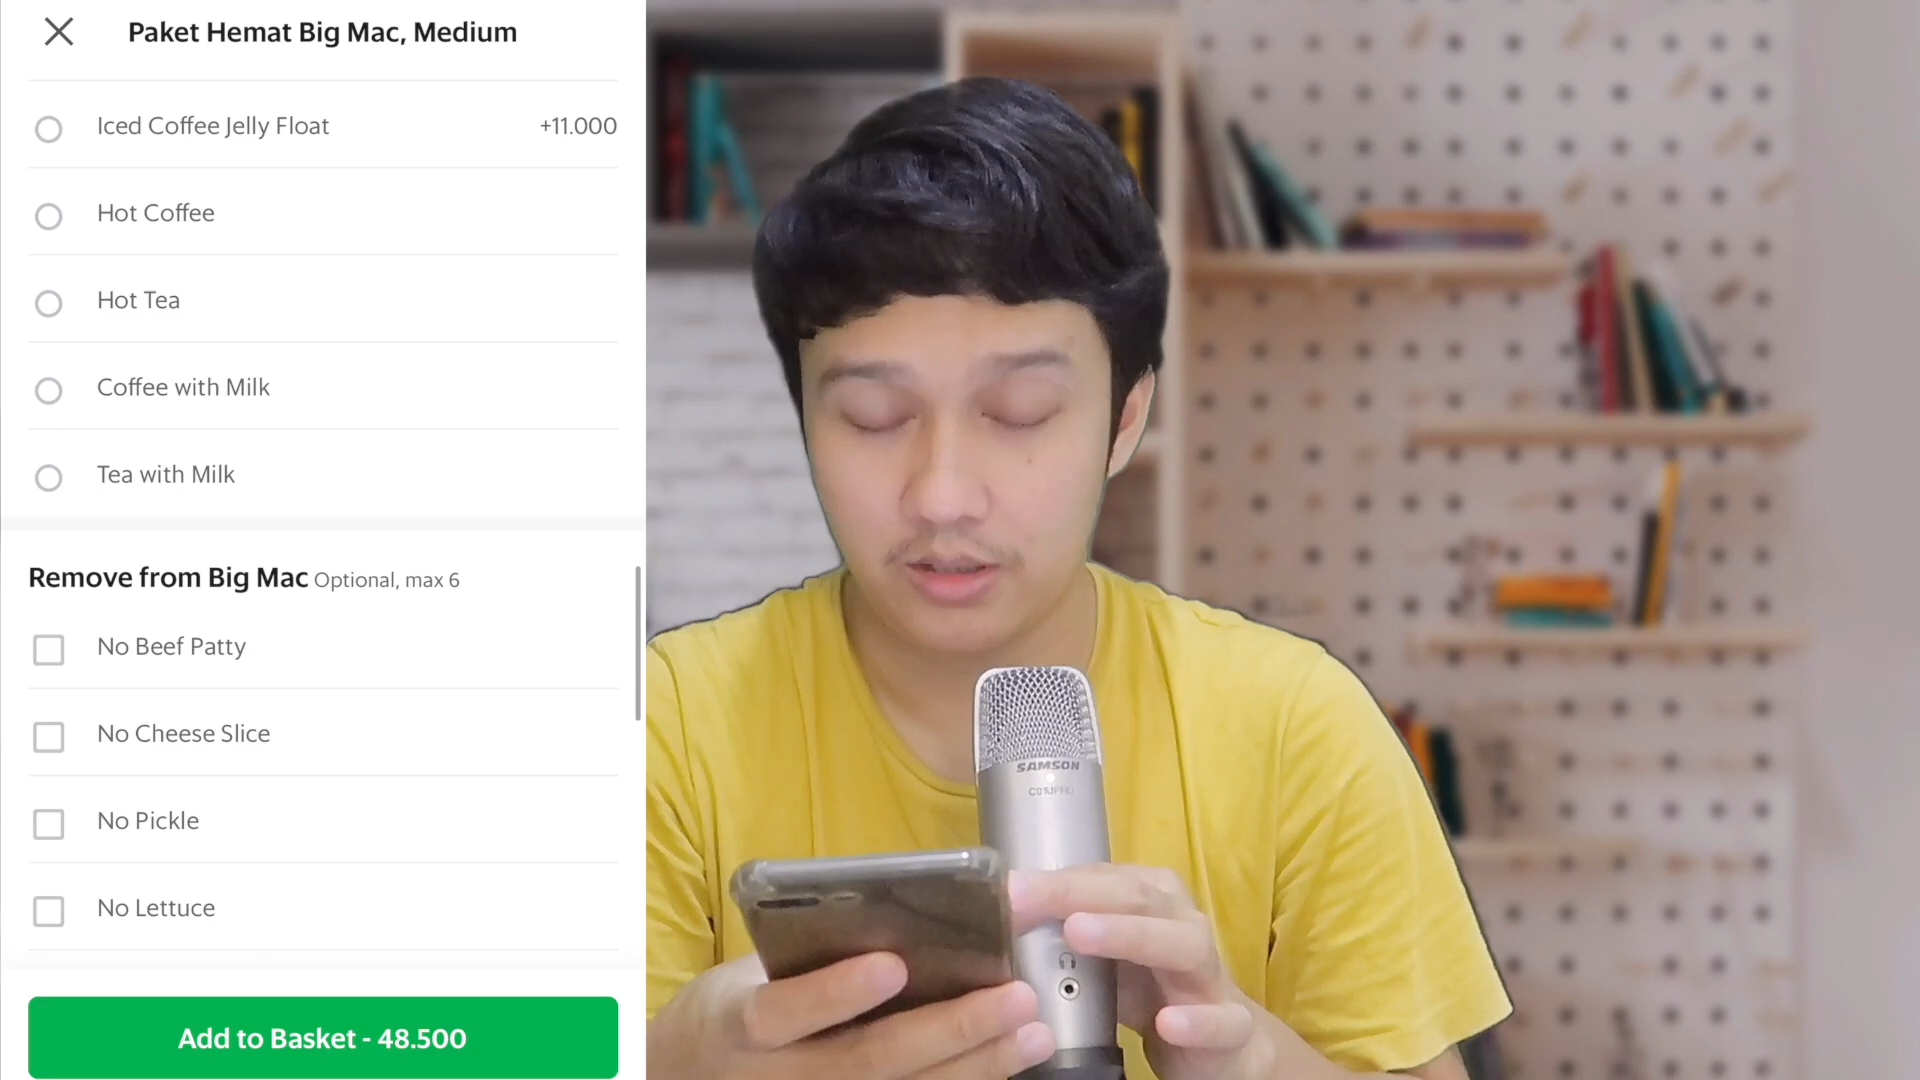 Paket Hemat Big Mac, Medium
Iced Coffee Jelly Float +11.000
Hot Coffee
Hot Tea
Coffee with Milk
Tea with Milk
Remove from Big Mac Optional, max 6
No Beef Patty
No Cheese Slice
No Pickle
No Lettuce
Add to Basket - 48.500
SAMSON
C01UPRO